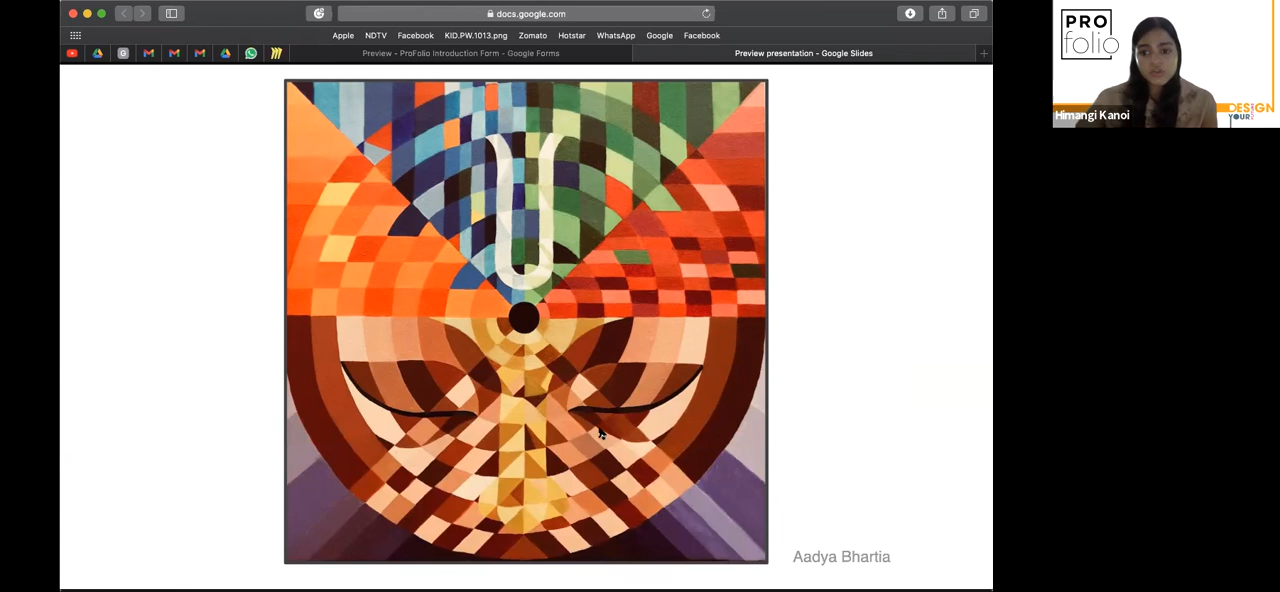 docs.google.com
Apple NDTV Facebook KID.PW.1013.png Zomato Hotstar WhatsApp Google Facebook
Preview - ProFolio Introduction Form - Google Forms
Preview presentation - Google Slides
Aadya Bhartia
PRO
folio
DESIGN
YOUR
Himangi Kanoi